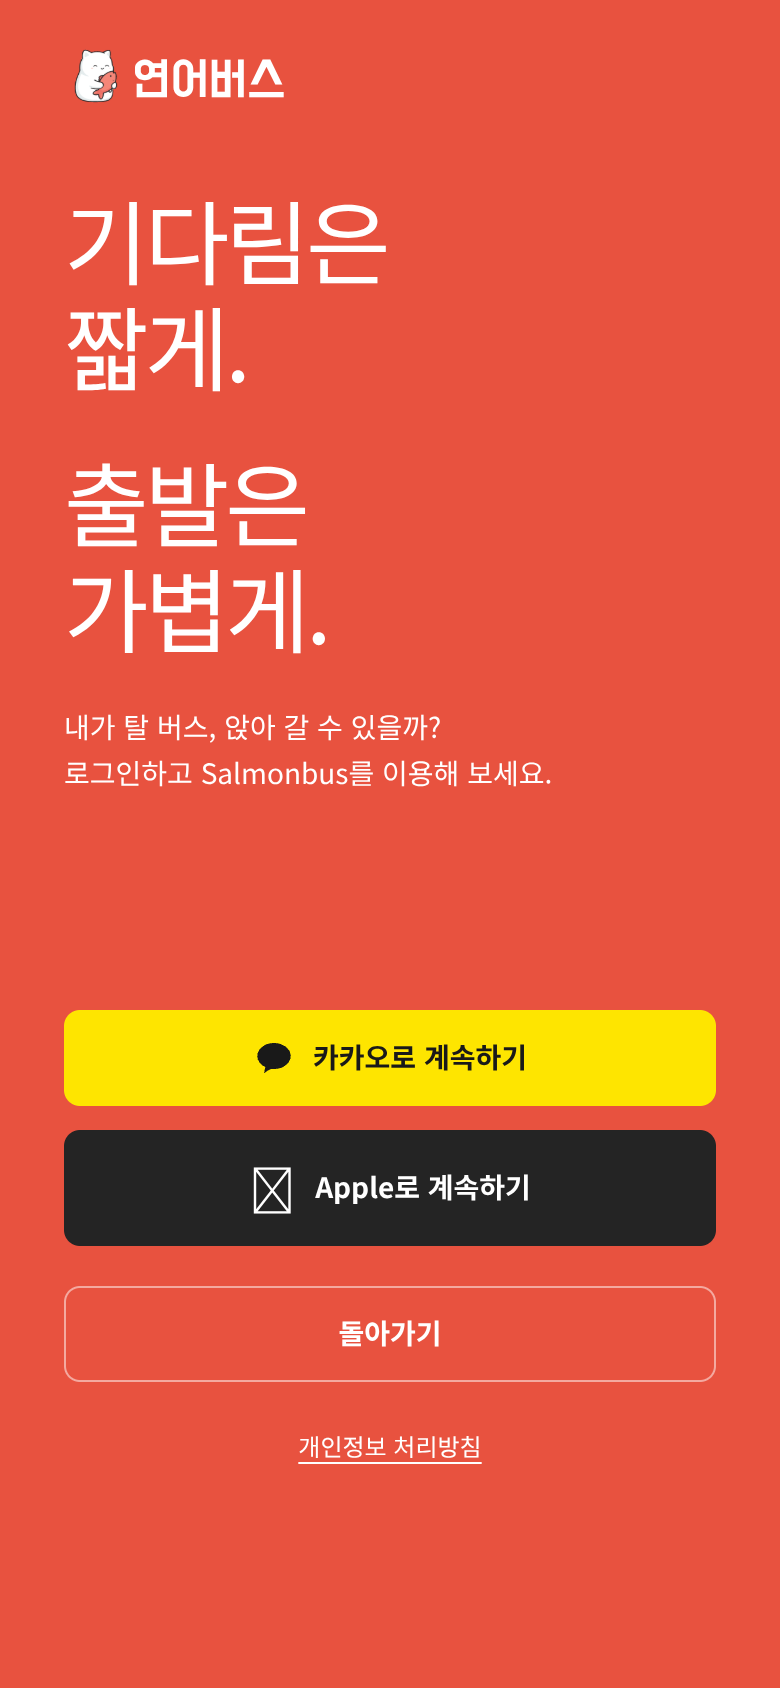 연어버스
기다림은
짧게.
출발은
가볍게.
내가 탈 버스, 앉아 갈 수 있을까?
로그인하고 Salmonbus를 이용해 보세요.
카카오로 계속하기
Apple로 계속하기
돌아가기
개인정보 처리방침